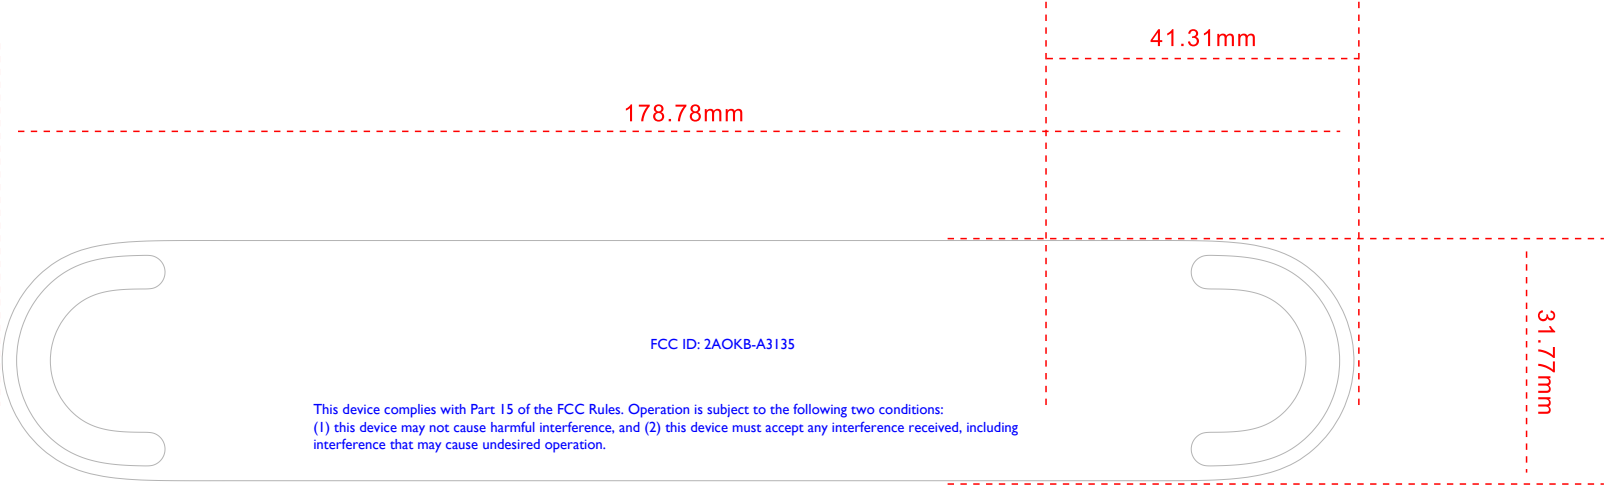 41.31mm
178.78mm
31.77mm
FCC ID: 2AOKB-A3135
This device complies with Part 15 of the FCC Rules. Operation is subject to the following two conditions:
(1) this device may not cause harmful interference, and (2) this device must accept any interference received, including
interference that may cause undesired operation.